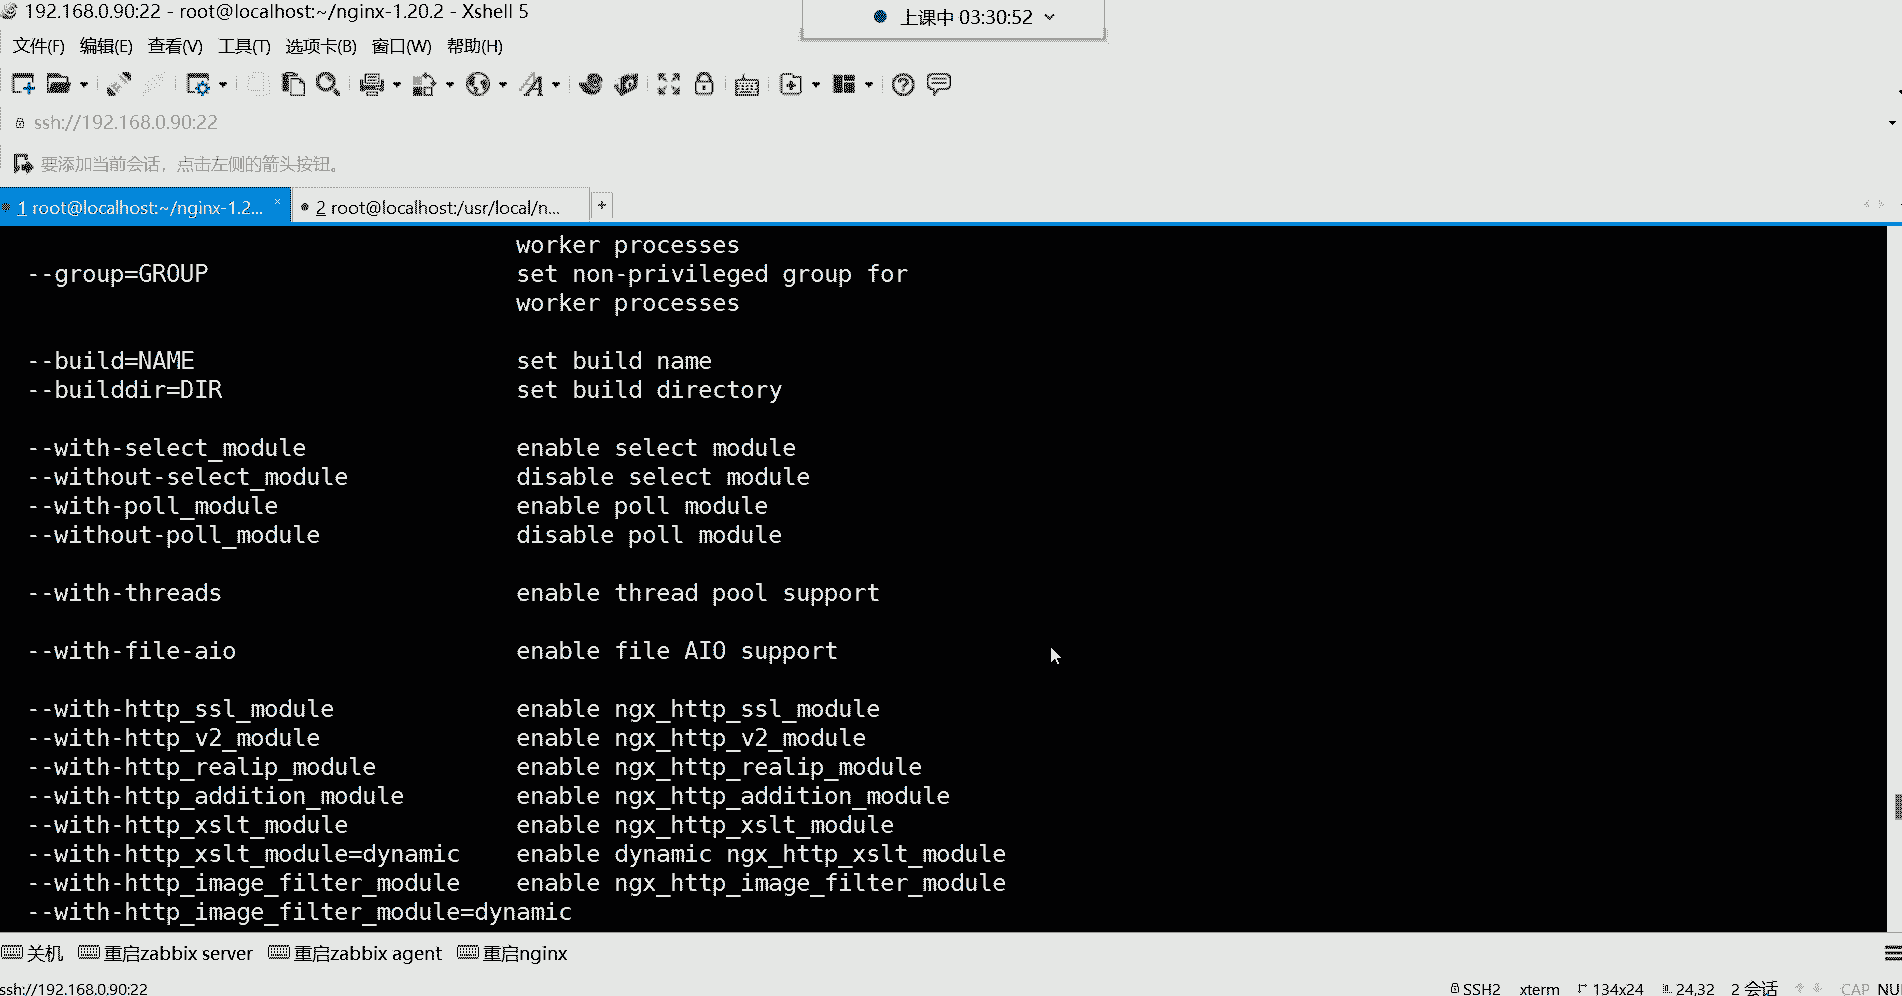 192.168.0.90:22 - root@localhost:~/nginx-1.20.2 - Xshell 5
上课中 03:30:52
文件(F) 编辑(E) 查看(V) 工具(T) 选项卡(B) 窗口(W) 帮助(H)
ssh://192.168.0.90:22
要添加当前会话，点击左侧的箭头按钮。
1 root@localhost:~/nginx-1.2... × 2 root@localhost:/usr/local/n... +
worker processes
--group=GROUP set non-privileged group for
worker processes
--build=NAME set build name
--builddir=DIR set build directory
--with-select_module enable select module
--without-select_module disable select module
--with-poll_module enable poll module
--without-poll_module disable poll module
--with-threads enable thread pool support
--with-file-aio enable file AIO support
--with-http_ssl_module enable ngx_http_ssl_module
--with-http_v2_module enable ngx_http_v2_module
--with-http_realip_module enable ngx_http_realip_module
--with-http_addition_module enable ngx_http_addition_module
--with-http_xslt_module enable ngx_http_xslt_module
--with-http_xslt_module=dynamic enable dynamic ngx_http_xslt_module
--with-http_image_filter_module enable ngx_http_image_filter_module
--with-http_image_filter_module=dynamic
关机 重启zabbix server 重启zabbix agent 重启nginx
ssh://192.168.0.90:22 SSH2 xterm 134x24 24,32 2 会话 CAP NU